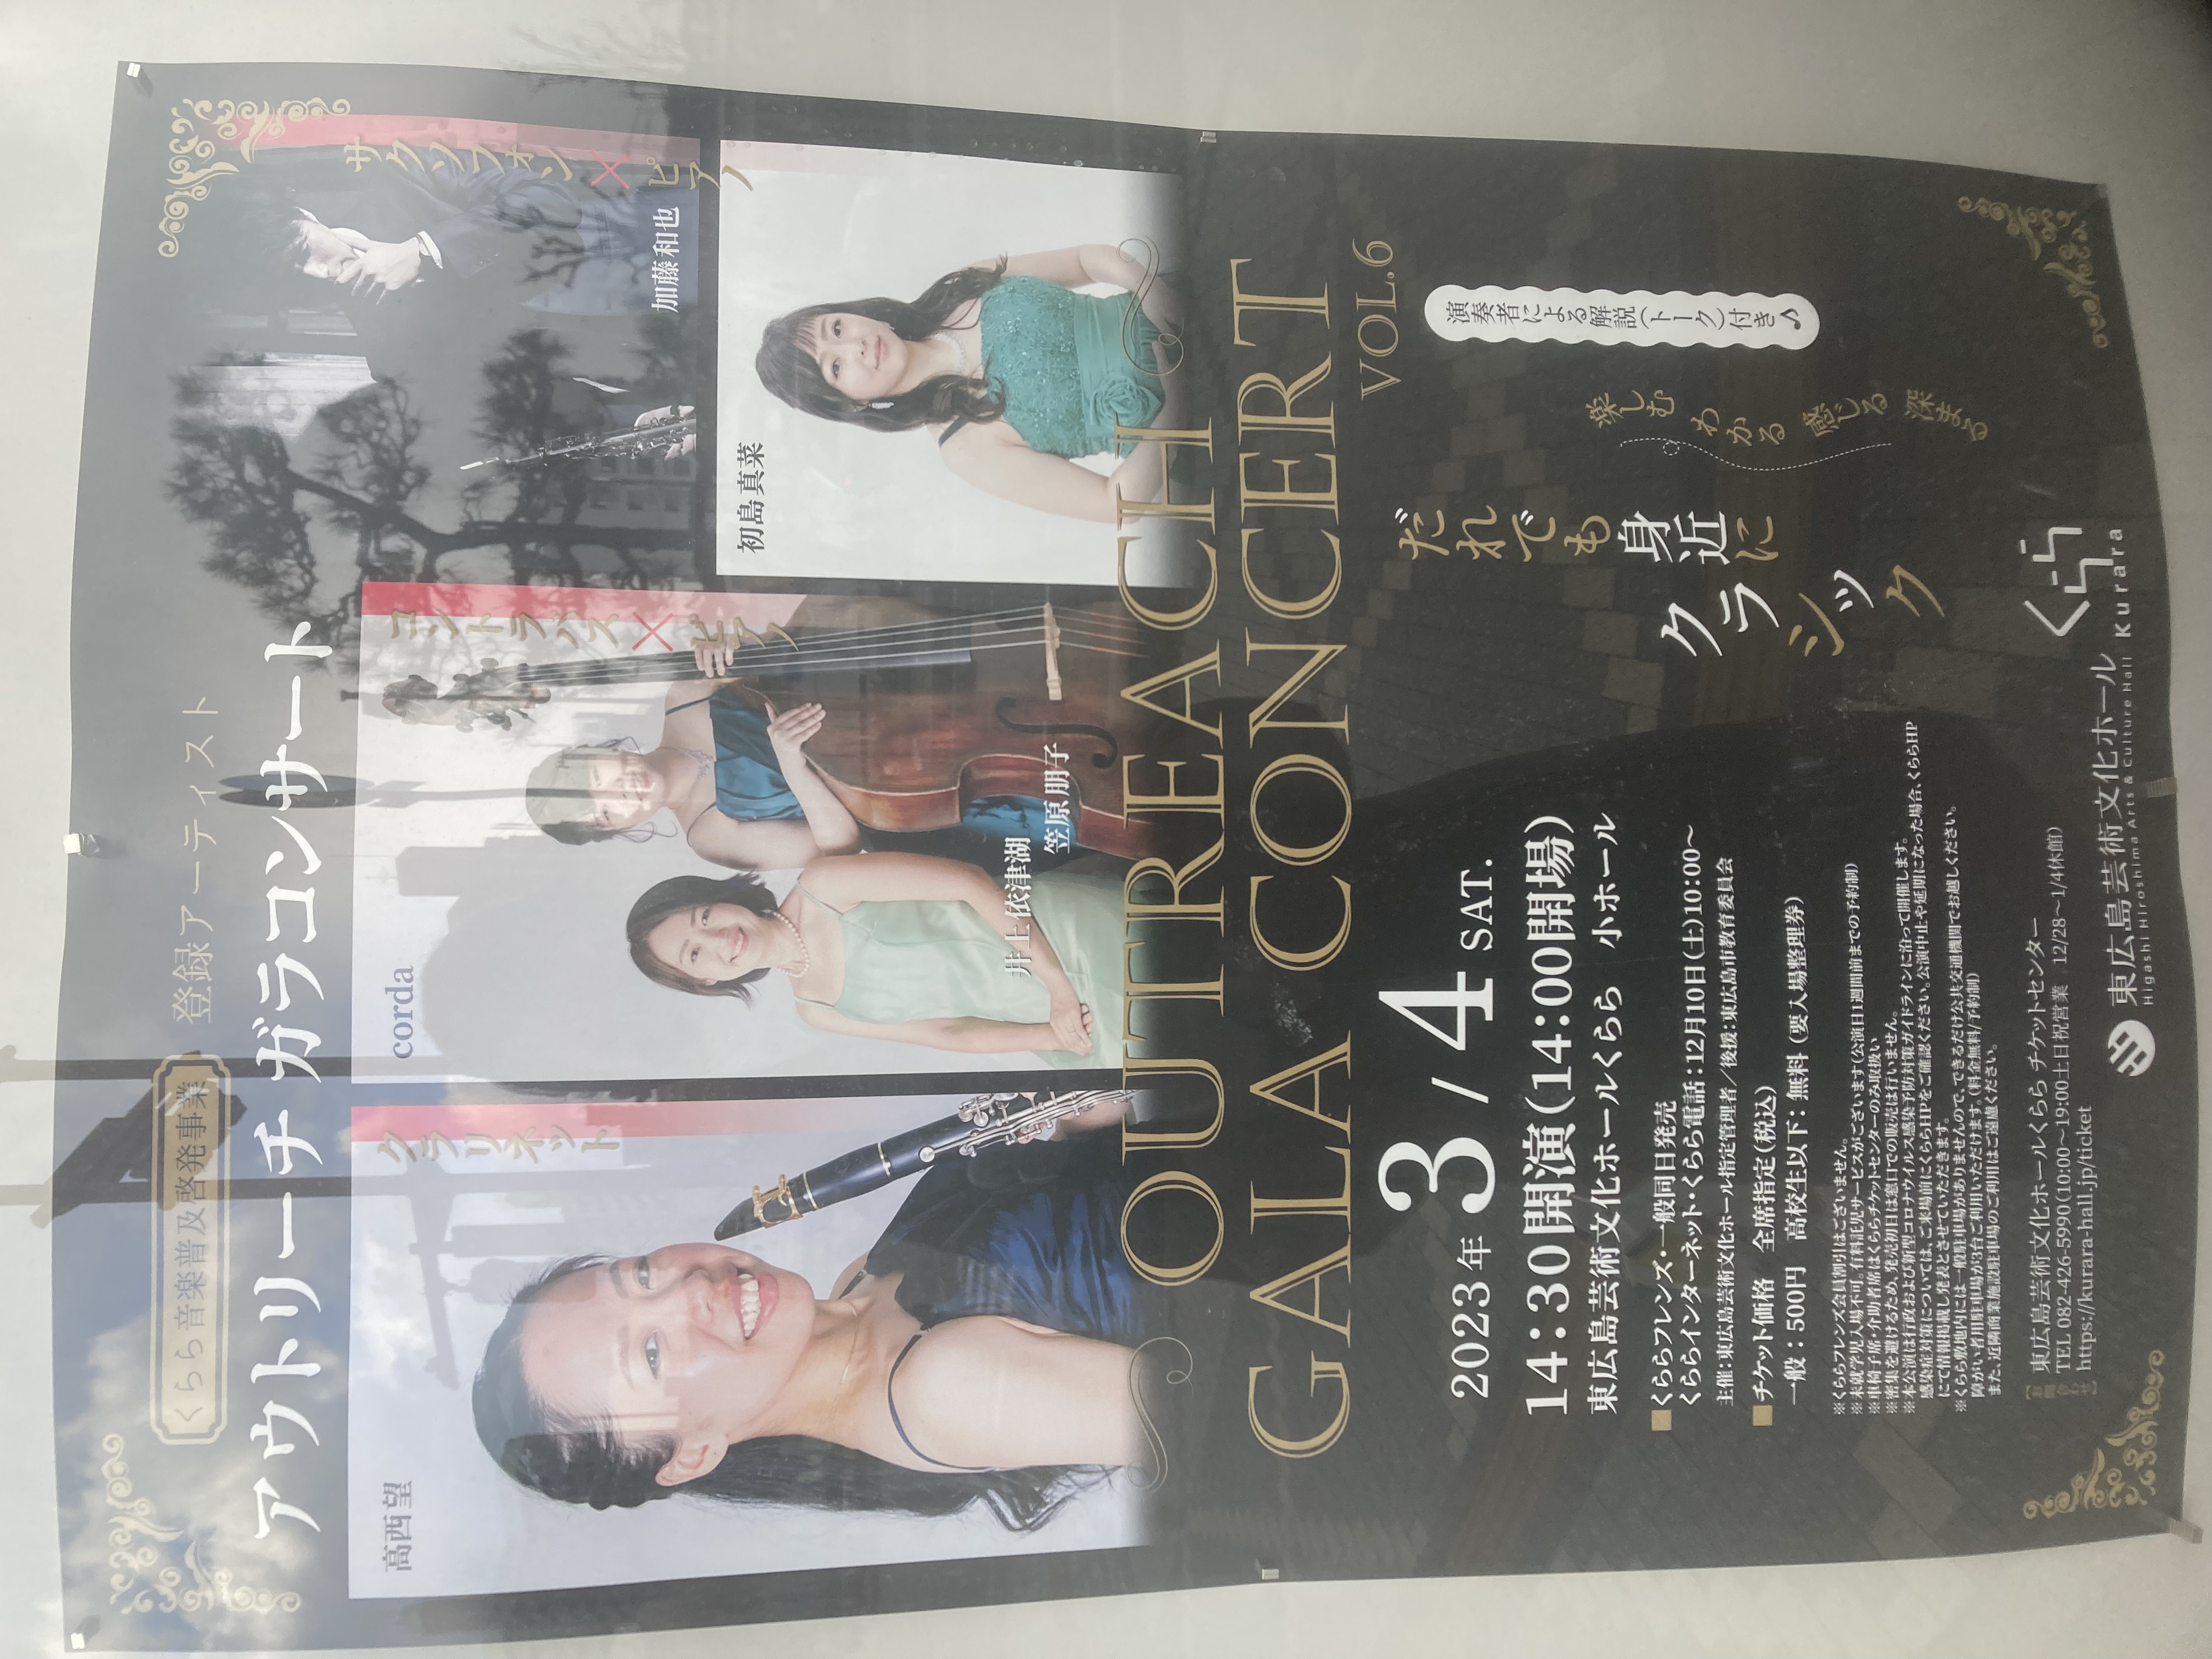 くらら音楽普及啓発事業 登録アーティスト
アウトリーチ ガラコンサート
高西望
クラリネット
corda
コントラバス×ピアノ
井上依津湖
笠原朋子
サクソフォン×ピアノ
加藤和也
初島真菜
OUTREACH
GALA CONCERT
VOL.6
2023年 3/4 SAT.
14:30開演(14:00開場)
東広島芸術文化ホールくらら 小ホール
■くららフレンズ・一般同日発売
くららインターネット・くらら電話:12月10日(土)10:00〜
主催:東広島芸術文化ホール指定管理者/後援:東広島市教育委員会
■チケット価格 全席指定(税込)
一般:500円 高校生以下:無料(要入場整理券)
※くららフレンズ会員割引はございません。
※未就学児入場不可。有料託児サービスがございます(公演日1週間前までの予約制)
※車椅子席・介助者席はくららチケットセンターのみ取扱い
※密集を避けるため、発売初日は窓口での販売は行いません。
※本公演は行政および新型コロナウイルス感染予防対策ガイドラインに沿って開催します。
感染症対策については、ご来場前にくららHPをご確認ください。公演中止や延期になった場合、くららHP
にて情報掲載し発表とさせていただきます。
※くらら敷地内には一般駐車場がありませんので、できるだけ公共交通機関でお越しください。
障がい者用駐車場が3台ご利用いただけます。(料金無料/予約制)
また、近隣商業施設駐車場のご利用はご遠慮ください。
だれでも身近に
クラシック
演奏者による解説(トーク)付き♪
楽しむ わかる 感じる 深まる
【お問合わせ】
東広島芸術文化ホールくらら チケットセンター
TEL 082-426-5990(10:00〜19:00土日祝営業 12/28〜1/4休館)
https://kurara-hall.jp/ticket
東広島芸術文化ホール
Higashi Hiroshima Arts & Culture Hall
くらら
Kurara